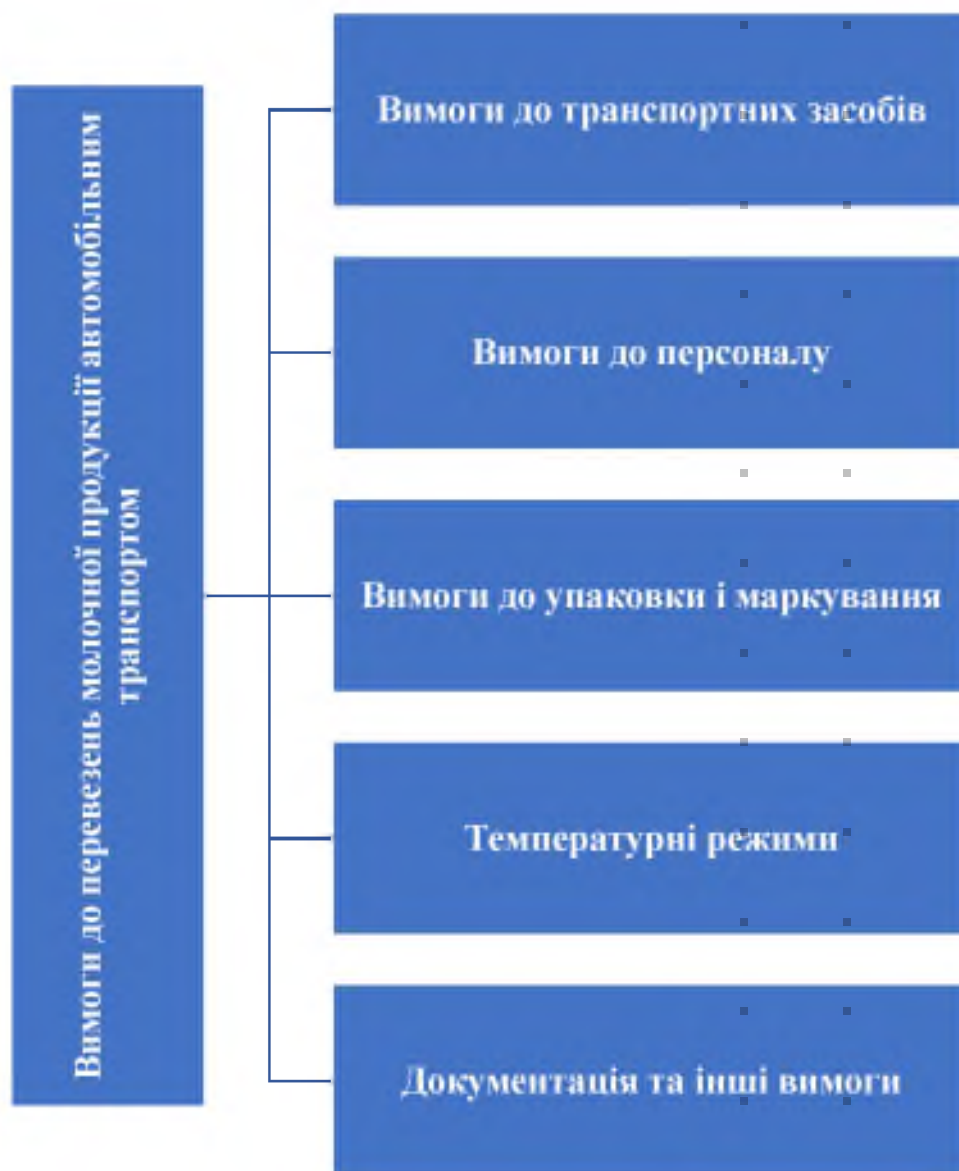 Вимоги до перевезень молочної продукції автомобільним
транспортом
Вимоги до транспортних засобів
Вимоги до персоналу
Вимоги до упаковки і маркування
Температурні режими
Документація та інші вимоги